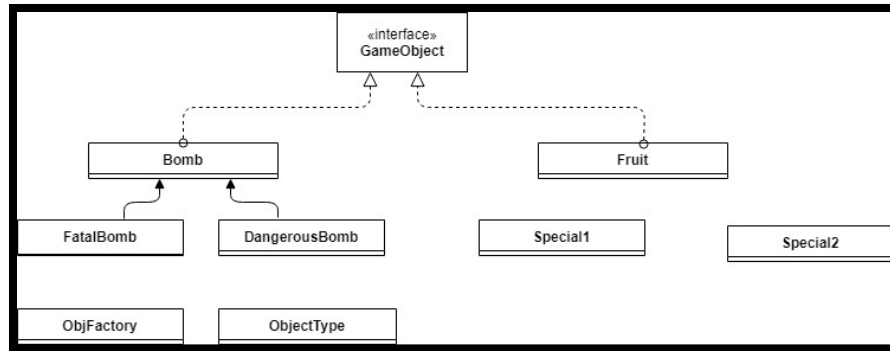 «interface»
GameObject
Bomb
Fruit
FatalBomb
DangerousBomb
Special1
Special2
ObjFactory
ObjectType